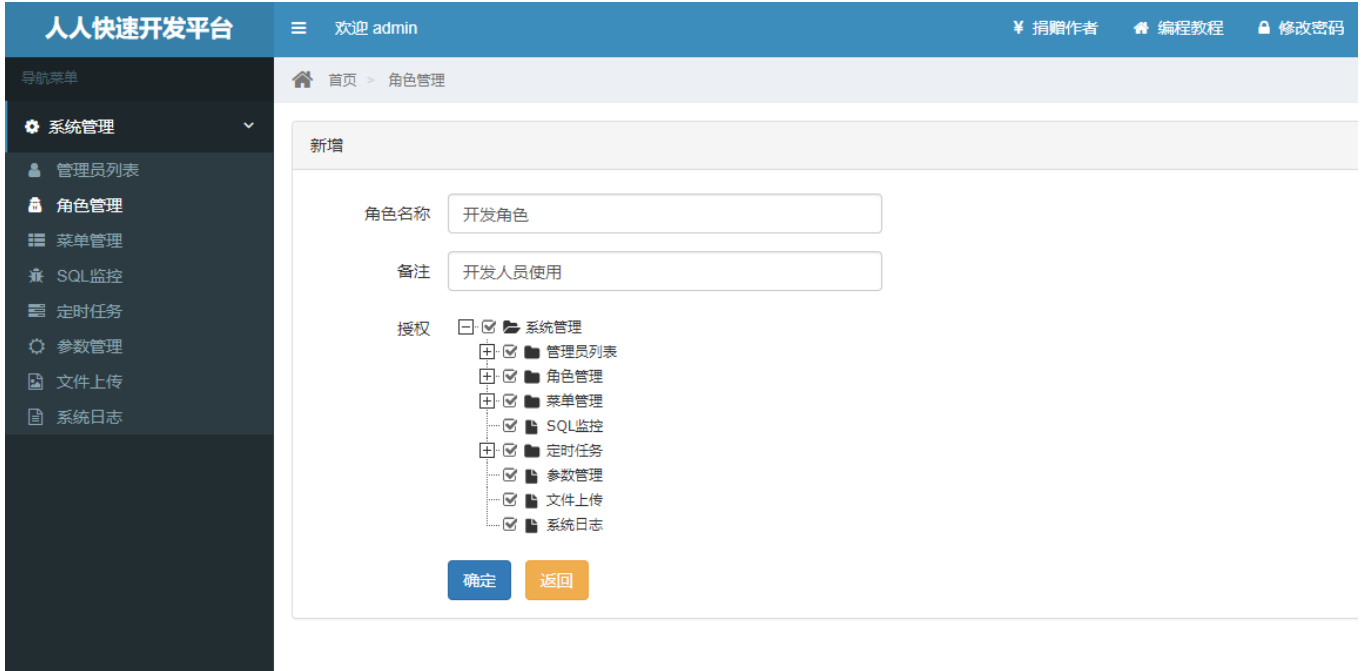 人人快速开发平台
欢迎 admin
¥ 捐赠作者
编程教程
修改密码
导航菜单
首页 > 角色管理
系统管理
管理员列表
角色管理
菜单管理
SQL监控
定时任务
参数管理
文件上传
系统日志
新增
角色名称 开发角色
备注 开发人员使用
授权 系统管理
管理员列表
角色管理
菜单管理
SQL监控
定时任务
参数管理
文件上传
系统日志
确定 返回